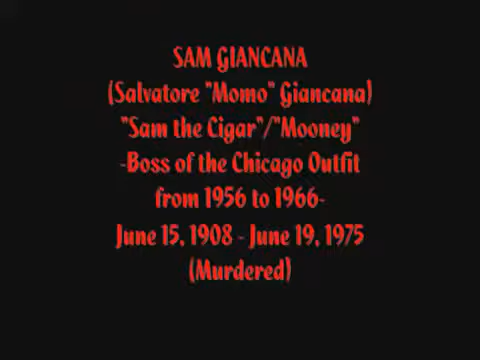 SAM GIANCANA
(Salvatore "Momo" Giancana)
"Sam the Cigar"/"Mooney"
-Boss of the Chicago Outfit
from 1956 to 1966-
June 15, 1908 - June 19, 1975
(Murdered)